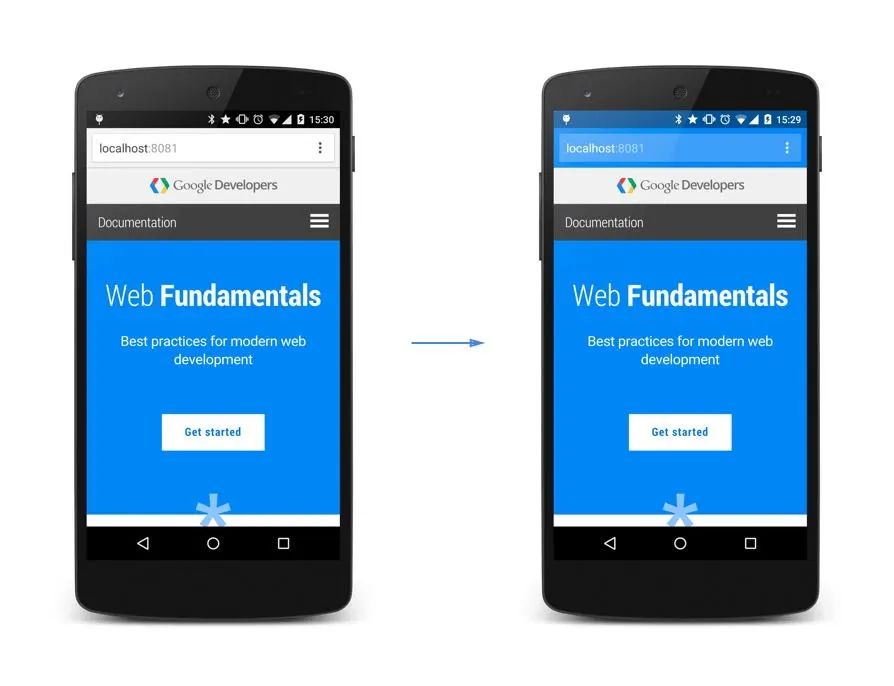 15:30
localhost:8081
Google Developers
Documentation
Web Fundamentals
Best practices for modern web
development
Get started
15:29
localhost:8081
Google Developers
Documentation
Web Fundamentals
Best practices for modern web
development
Get started